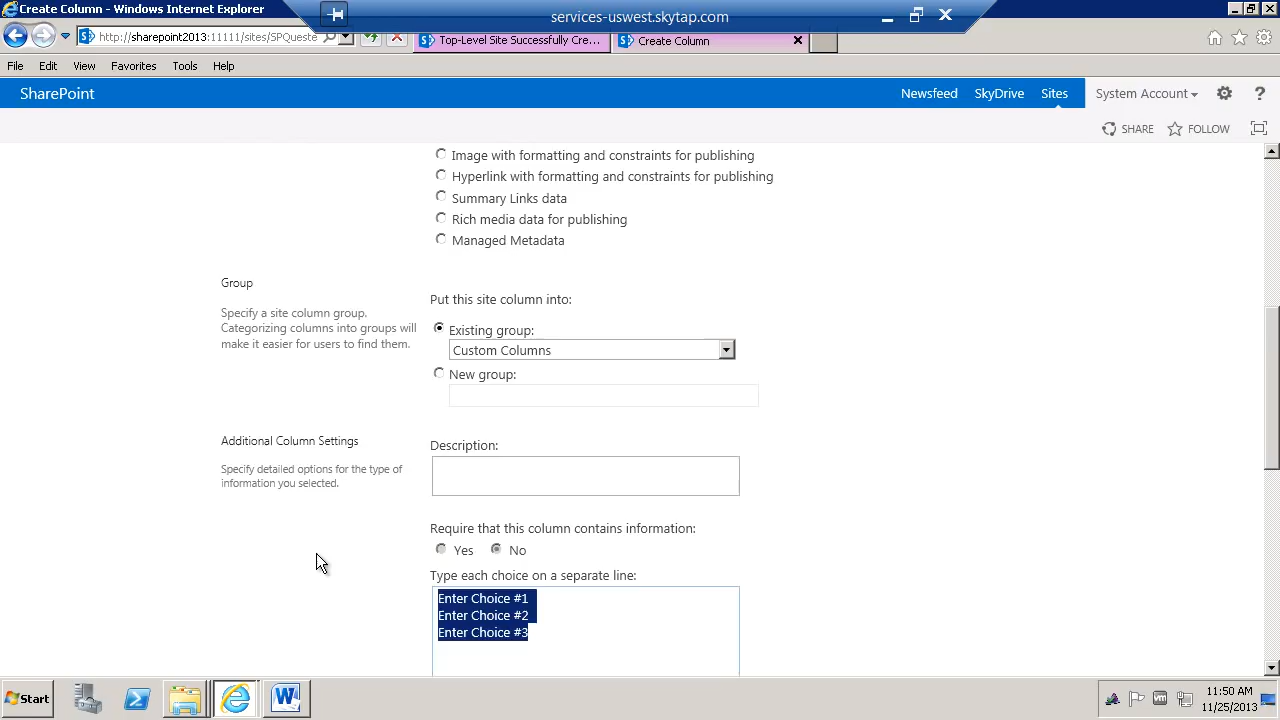 Create Column - Windows Internet Explorer
services-uswest.skytap.com
http://sharepoint2013:11111/sites/SPQueste
Top-Level Site Successfully Cre...
Create Column
File Edit View Favorites Tools Help
SharePoint
Newsfeed SkyDrive Sites System Account ?
SHARE FOLLOW
Image with formatting and constraints for publishing
Hyperlink with formatting and constraints for publishing
Summary Links data
Rich media data for publishing
Managed Metadata
Group
Specify a site column group.
Categorizing columns into groups will
make it easier for users to find them.
Put this site column into:
Existing group:
Custom Columns
New group:
Additional Column Settings
Specify detailed options for the type of
information you selected.
Description:
Require that this column contains information:
Yes No
Type each choice on a separate line:
Enter Choice #1
Enter Choice #2
Enter Choice #3
Start
11:50 AM
11/25/2013